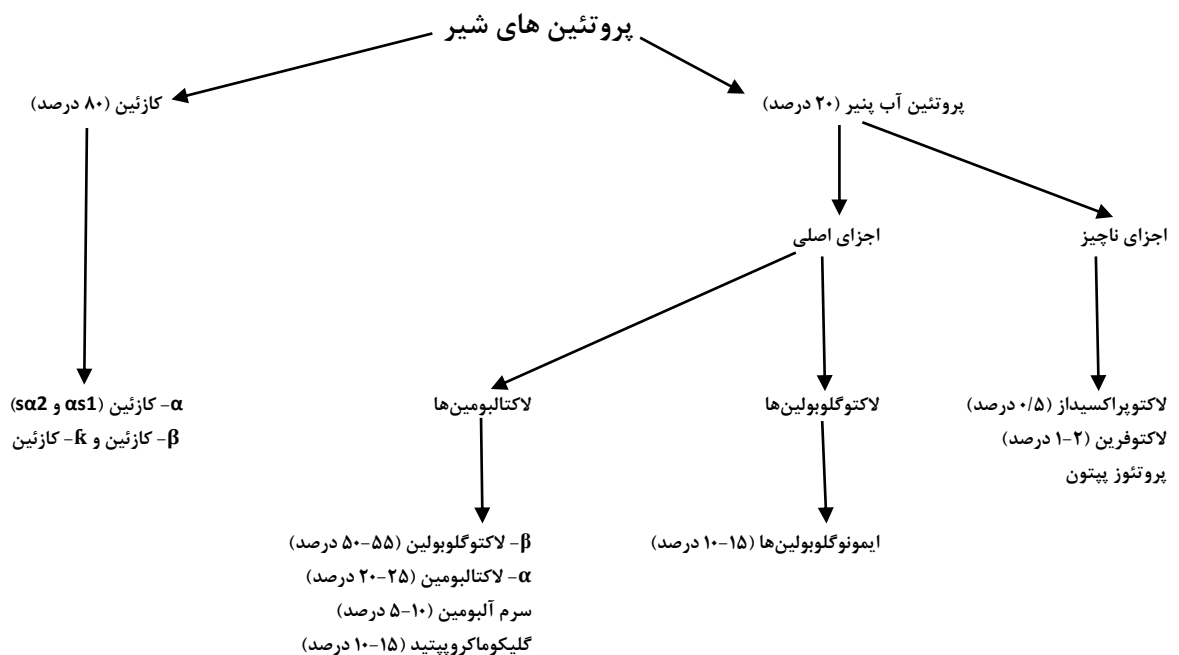 پروتئین های شیر
پروتئین آب پنیر (۲۰ درصد)
کازئین (۸۰ درصد)
اجزای ناچیز
اجزای اصلی
لاکتوپراکسیداز (۰/۵ درصد)
لاکتوفرین (۲-۱ درصد)
پروتئوز پپتون
لاکتوگلوبولین‌ها
لاکتالبومین‌ها
α- کازئین (αs1 و sα2)
β- کازئین و k- کازئین
ایمونوگلوبولین‌ها (۱۵-۱۰ درصد)
β- لاکتوگلوبولین (۵۵-۵۰ درصد)
α- لاکتالبومین (۲۵-۲۰ درصد)
سرم آلبومین (۱۰-۵ درصد)
گلیکوماکروپپتید (۱۵-۱۰ درصد)